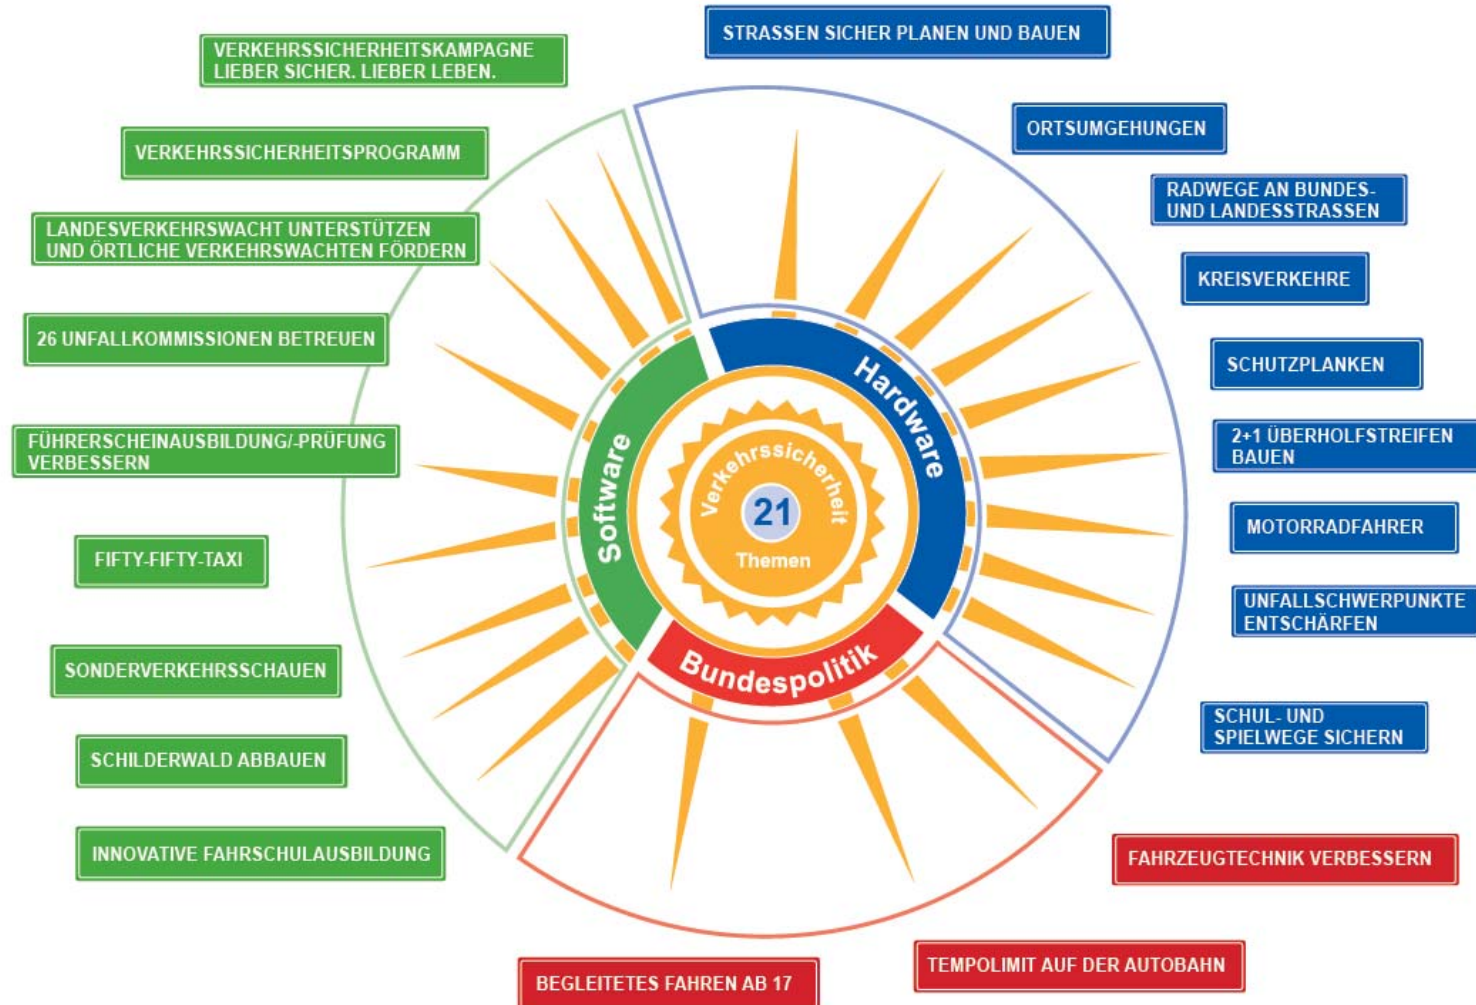 VERKEHRSSICHERHEITSKAMPAGNE
LIEBER SICHER. LIEBER LEBEN.
VERKEHRSSICHERHEITSPROGRAMM
LANDESVERKEHRSWACHT UNTERSTÜTZEN
UND ÖRTLICHE VERKEHRSWACHTEN FÖRDERN
26 UNFALLKOMMISSIONEN BETREUEN
FÜHRERSCHEINAUSBILDUNG/-PRÜFUNG
VERBESSERN
FIFTY-FIFTY-TAXI
SONDERVERKEHRSSCHAUEN
SCHILDERWALD ABBAUEN
INNOVATIVE FAHRSCHULAUSBILDUNG
STRASSEN SICHER PLANEN UND BAUEN
ORTSUMGEHUNGEN
RADWEGE AN BUNDES-
UND LANDESSTRASSEN
KREISVERKEHRE
SCHUTZPLANKEN
2+1 ÜBERHOLFSTREIFEN
BAUEN
MOTORRADFAHRER
UNFALLSCHWERPUNKTE
ENTSCHÄRFEN
SCHUL- UND
SPIELWEGE SICHERN
FAHRZEUGTECHNIK VERBESSERN
TEMPOLIMIT AUF DER AUTOBAHN
BEGLEITETES FAHREN AB 17
Software
Hardware
Bundespolitik
Verkehrssicherheit
21
Themen